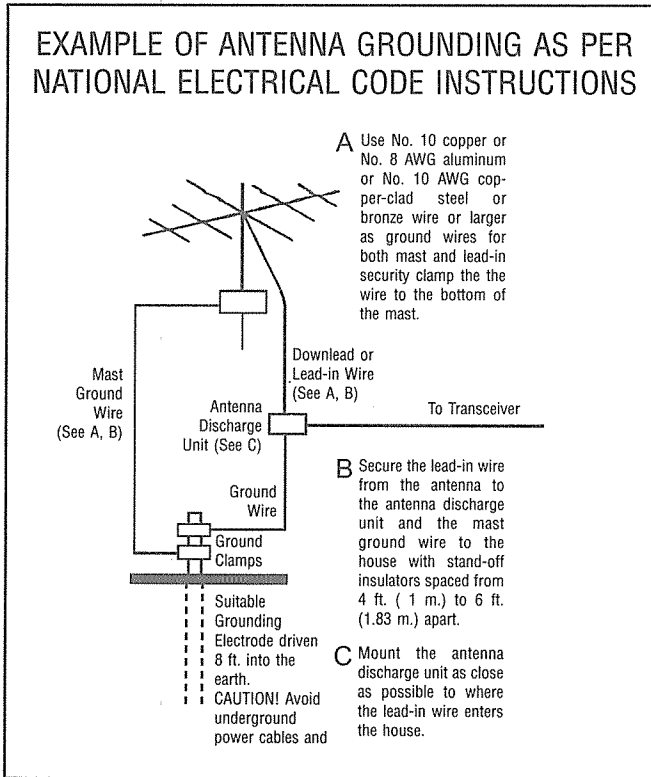 EXAMPLE OF ANTENNA GROUNDING AS PER
NATIONAL ELECTRICAL CODE INSTRUCTIONS
A Use No. 10 copper or
No. 8 AWG aluminum
or No. 10 AWG cop-
per-clad steel or
bronze wire or larger
as ground wires for
both mast and lead-in
security clamp the the
wire to the bottom of
the mast.
Mast
Ground
Wire
(See A, B)
Downlead or
Lead-in Wire
(See A, B)
Antenna
Discharge
Unit (See C)
To Transceiver
Ground
Wire
Ground
Clamps
B Secure the lead-in wire
from the antenna to
the antenna discharge
unit and the mast
ground wire to the
house with stand-off
insulators spaced from
4 ft. ( 1 m.) to 6 ft.
(1.83 m.) apart.
Suitable
Grounding
Electrode driven
8 ft. into the
earth.
CAUTION! Avoid
underground
power cables and
C Mount the antenna
discharge unit as close
as possible to where
the lead-in wire enters
the house.